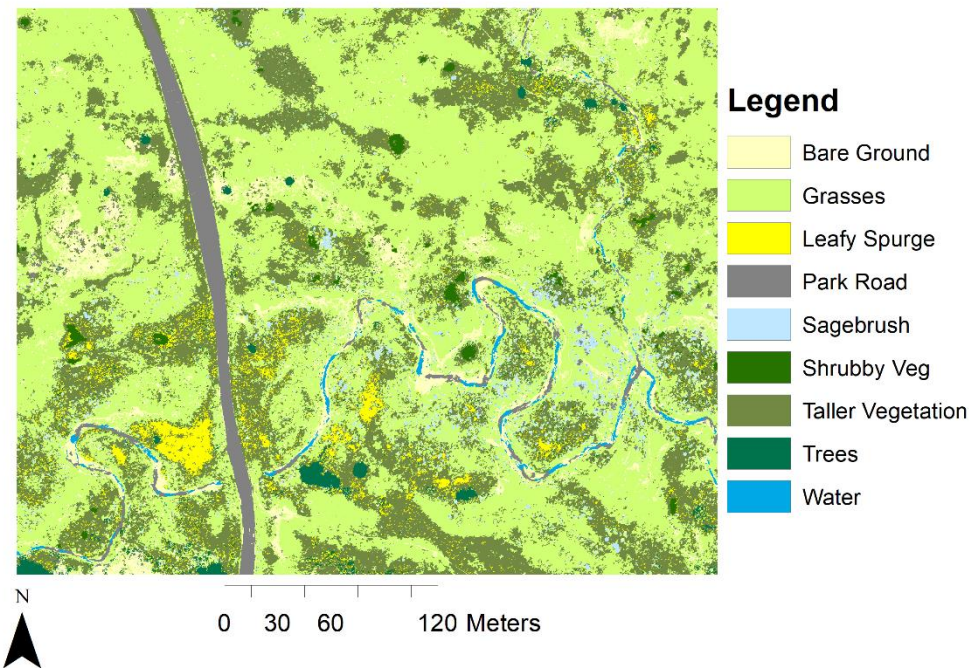 Legend
Bare Ground
Grasses
Leafy Spurge
Park Road
Sagebrush
Shrubby Veg
Taller Vegetation
Trees
Water
N
0 30 60 120 Meters